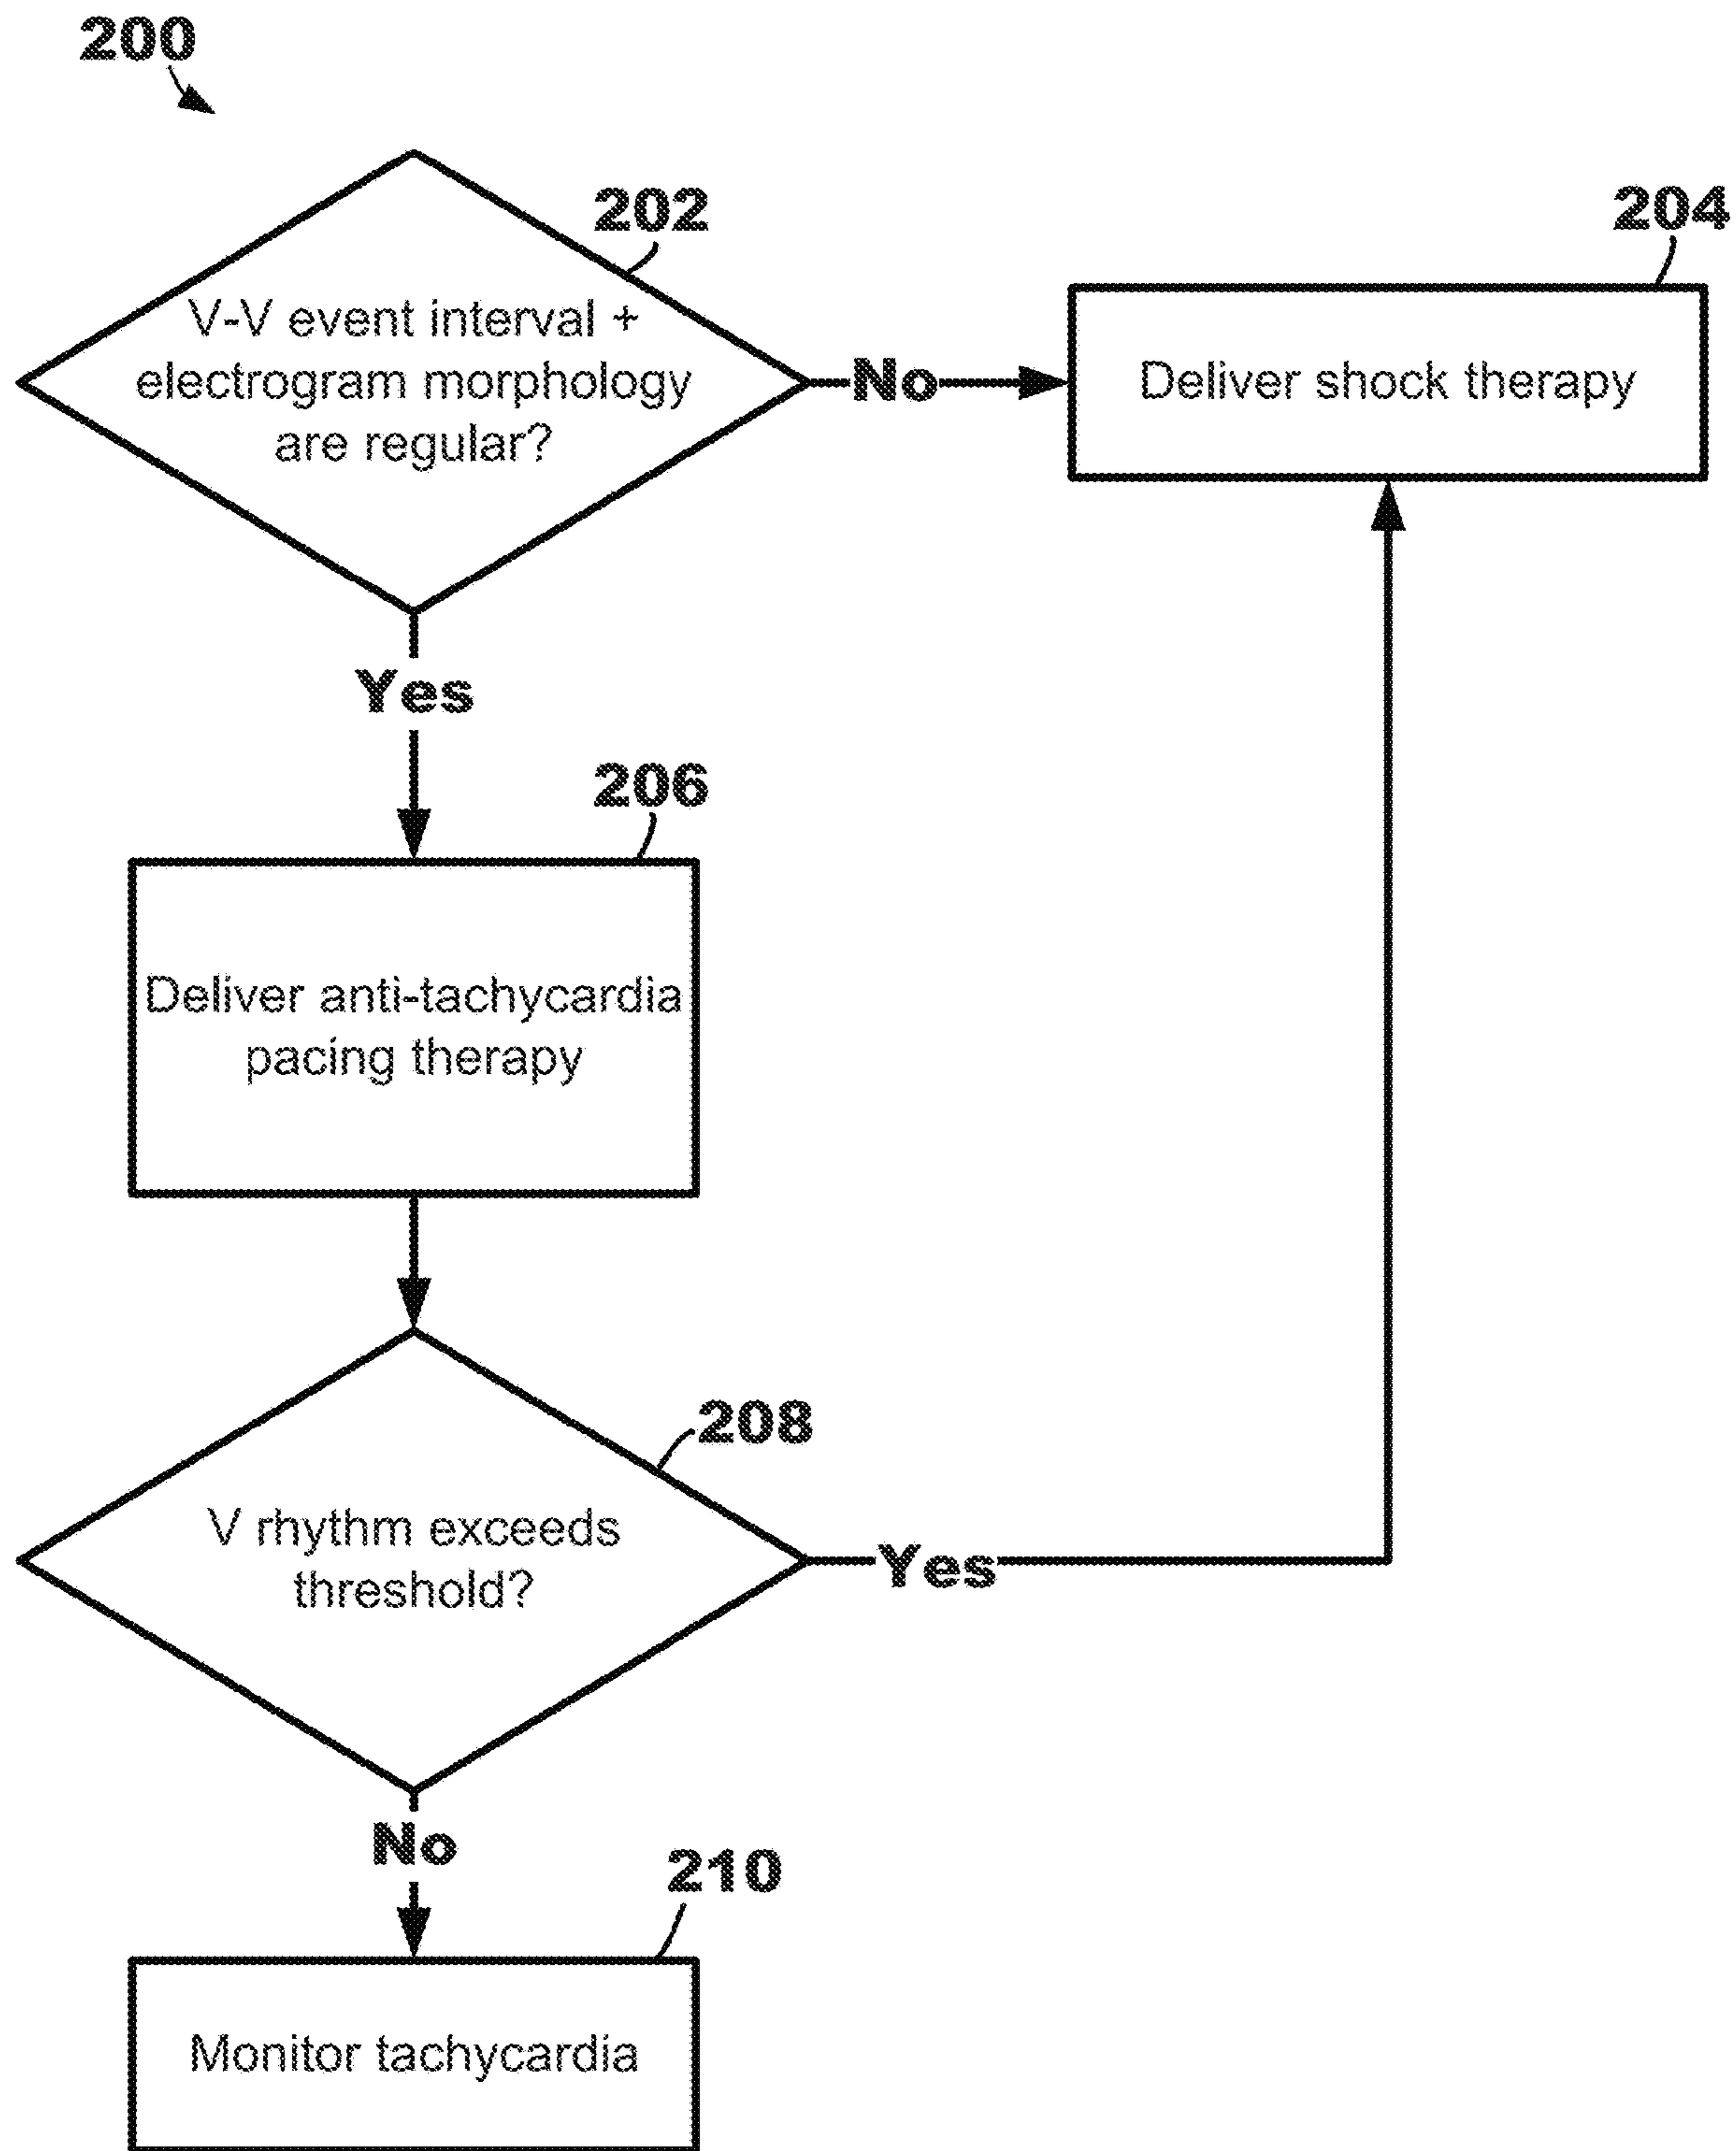 200
202
V-V event interval +
electrogram morphology
are regular?
No
204
Deliver shock therapy
Yes
206
Deliver anti-tachycardia
pacing therapy
208
V rhythm exceeds
threshold?
Yes
No
210
Monitor tachycardia